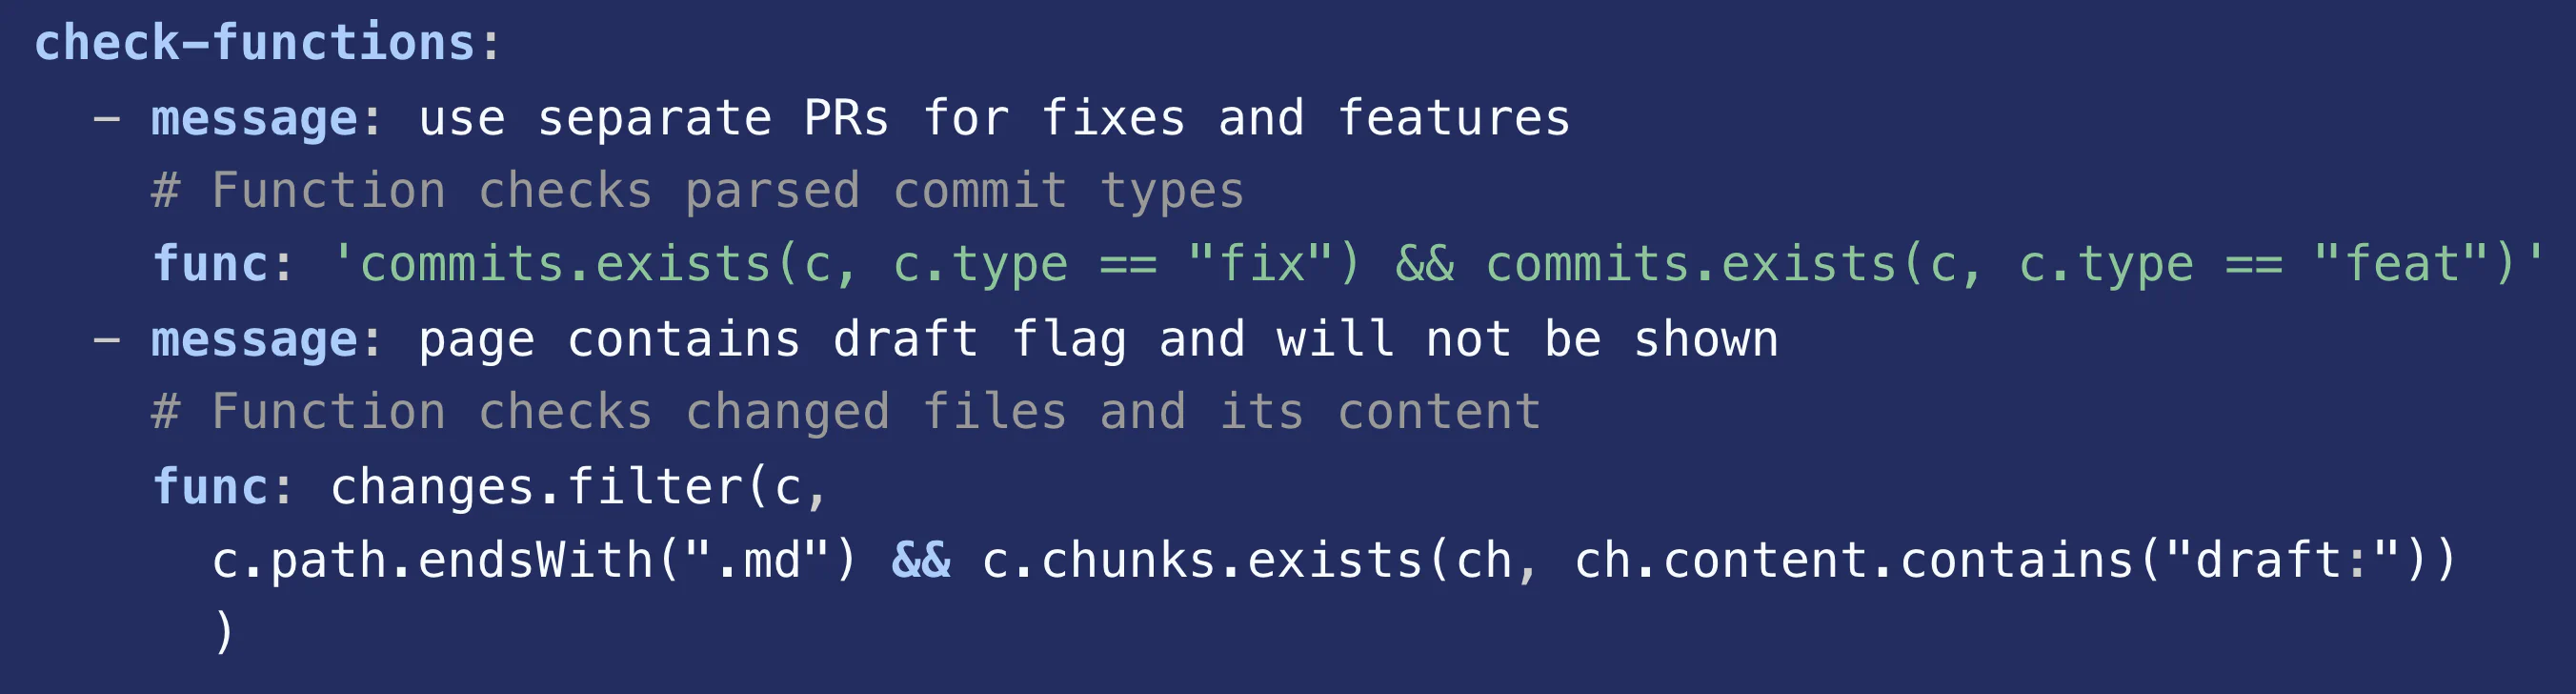 check-functions:
  - message: use separate PRs for fixes and features
    # Function checks parsed commit types
    func: 'commits.exists(c, c.type == "fix") && commits.exists(c, c.type == "feat")'
  - message: page contains draft flag and will not be shown
    # Function checks changed files and its content
    func: changes.filter(c,
      c.path.endsWith(".md") && c.chunks.exists(ch, ch.content.contains("draft:"))
      )